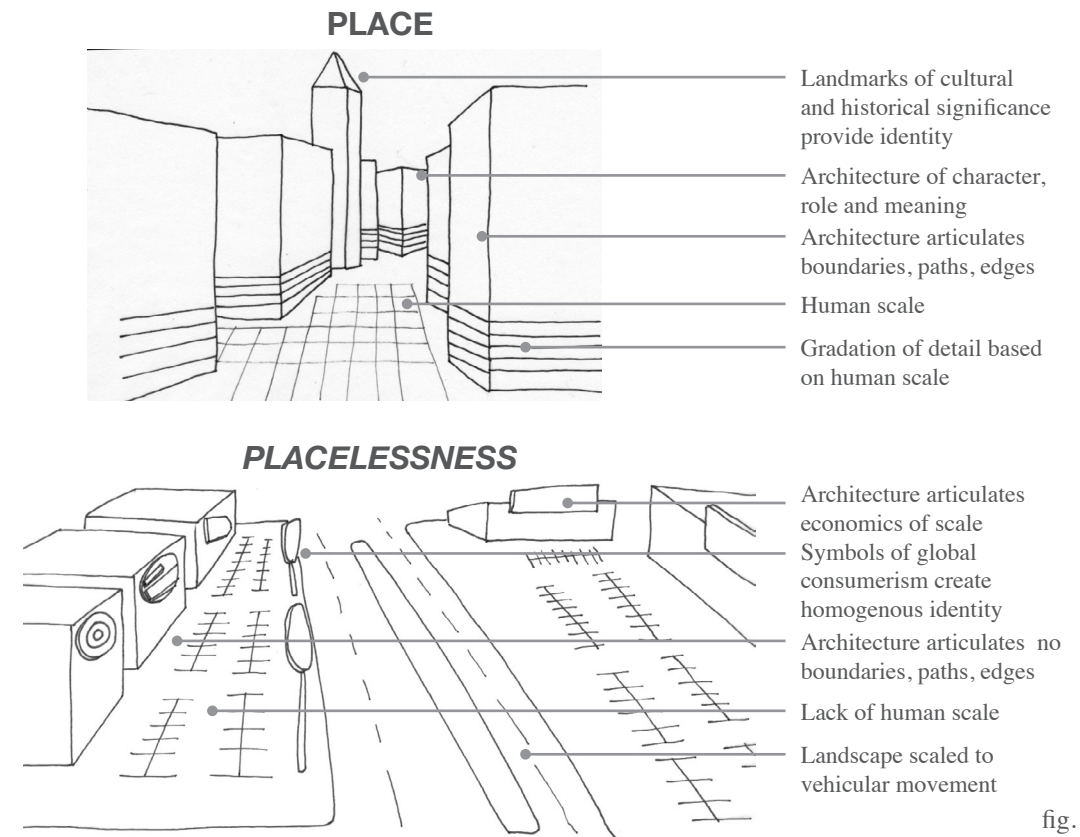 PLACE
Landmarks of cultural
and historical significance
provide identity
Architecture of character,
role and meaning
Architecture articulates
boundaries, paths, edges
Human scale
Gradation of detail based
on human scale
PLACELESSNESS
Architecture articulates
economics of scale
Symbols of global
consumerism create
homogenous identity
Architecture articulates no
boundaries, paths, edges
Lack of human scale
Landscape scaled to
vehicular movement
fig.